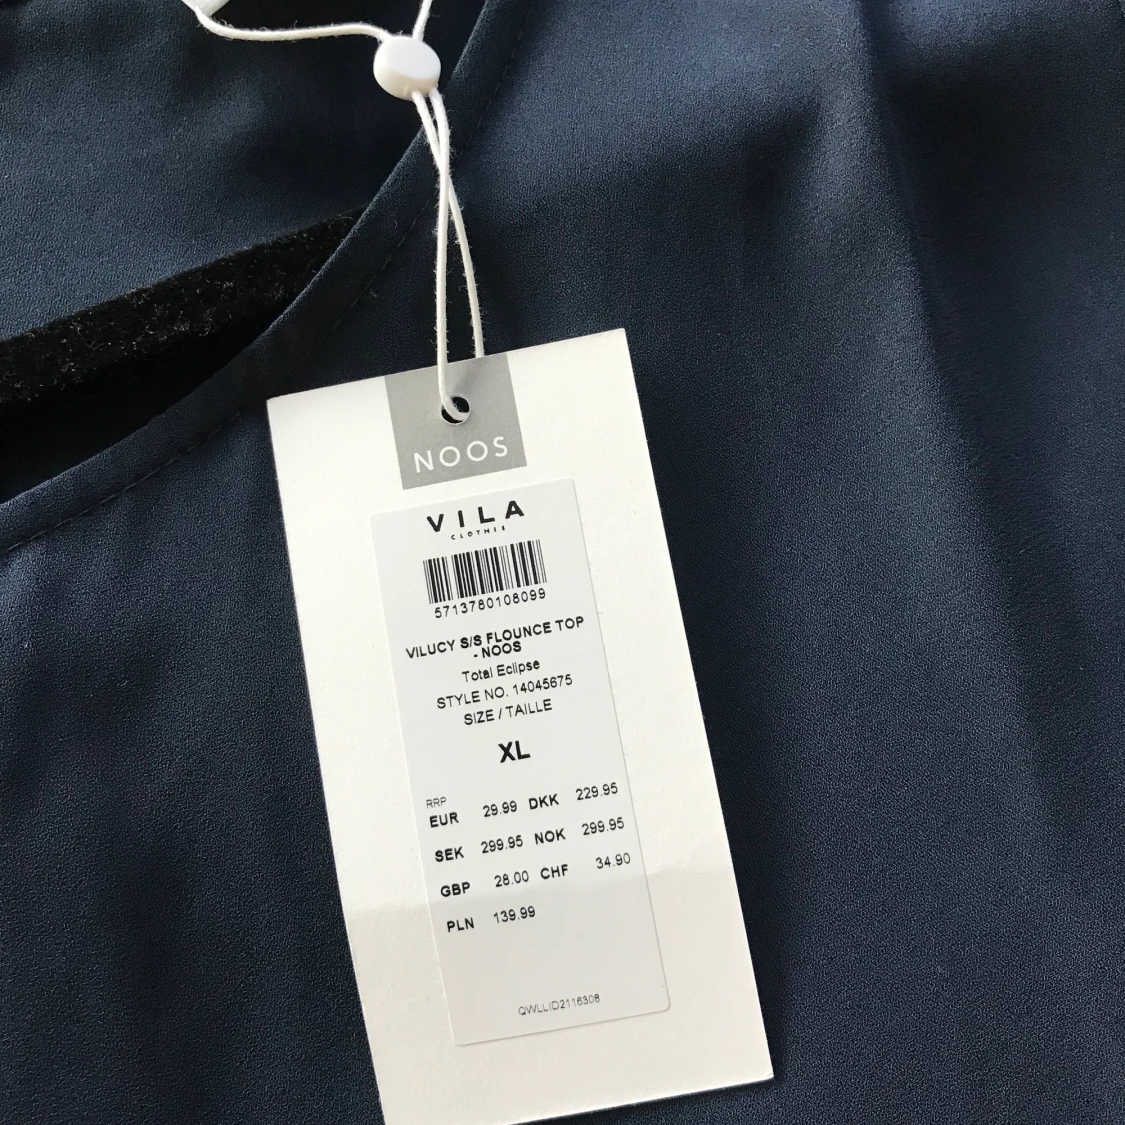 NOOS
VILA
CLOTHES
5713780108099
VILUCY S/S FLOUNCE TOP
- NOOS
Total Eclipse
STYLE NO. 14045675
SIZE / TAILLE
XL
RRP
EUR 29.99 DKK 229.95
SEK 299.95 NOK 299.95
GBP 28.00 CHF 34.90
PLN 139.99
QWLLID2116308